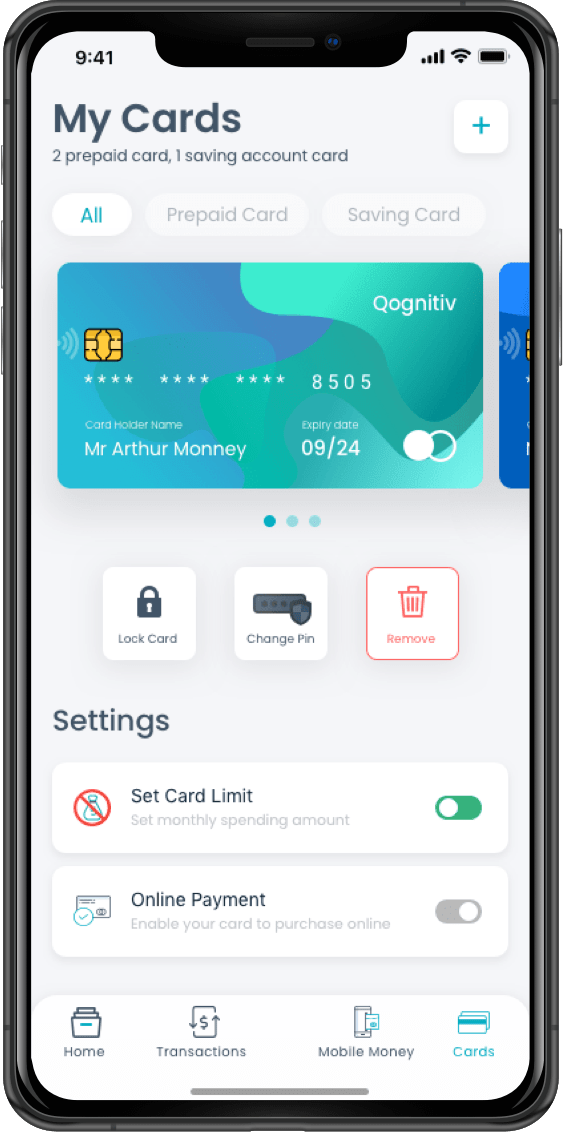 9:41
My Cards
2 prepaid card, 1 saving account card
+
All Prepaid Card Saving Card
Qognitiv
**** **** **** 8505
Card Holder Name Expiry date
Mr Arthur Monney 09/24
Lock Card Change Pin Remove
Settings
Set Card Limit
Set monthly spending amount
Online Payment
Enable your card to purchase online
Home Transactions Mobile Money Cards